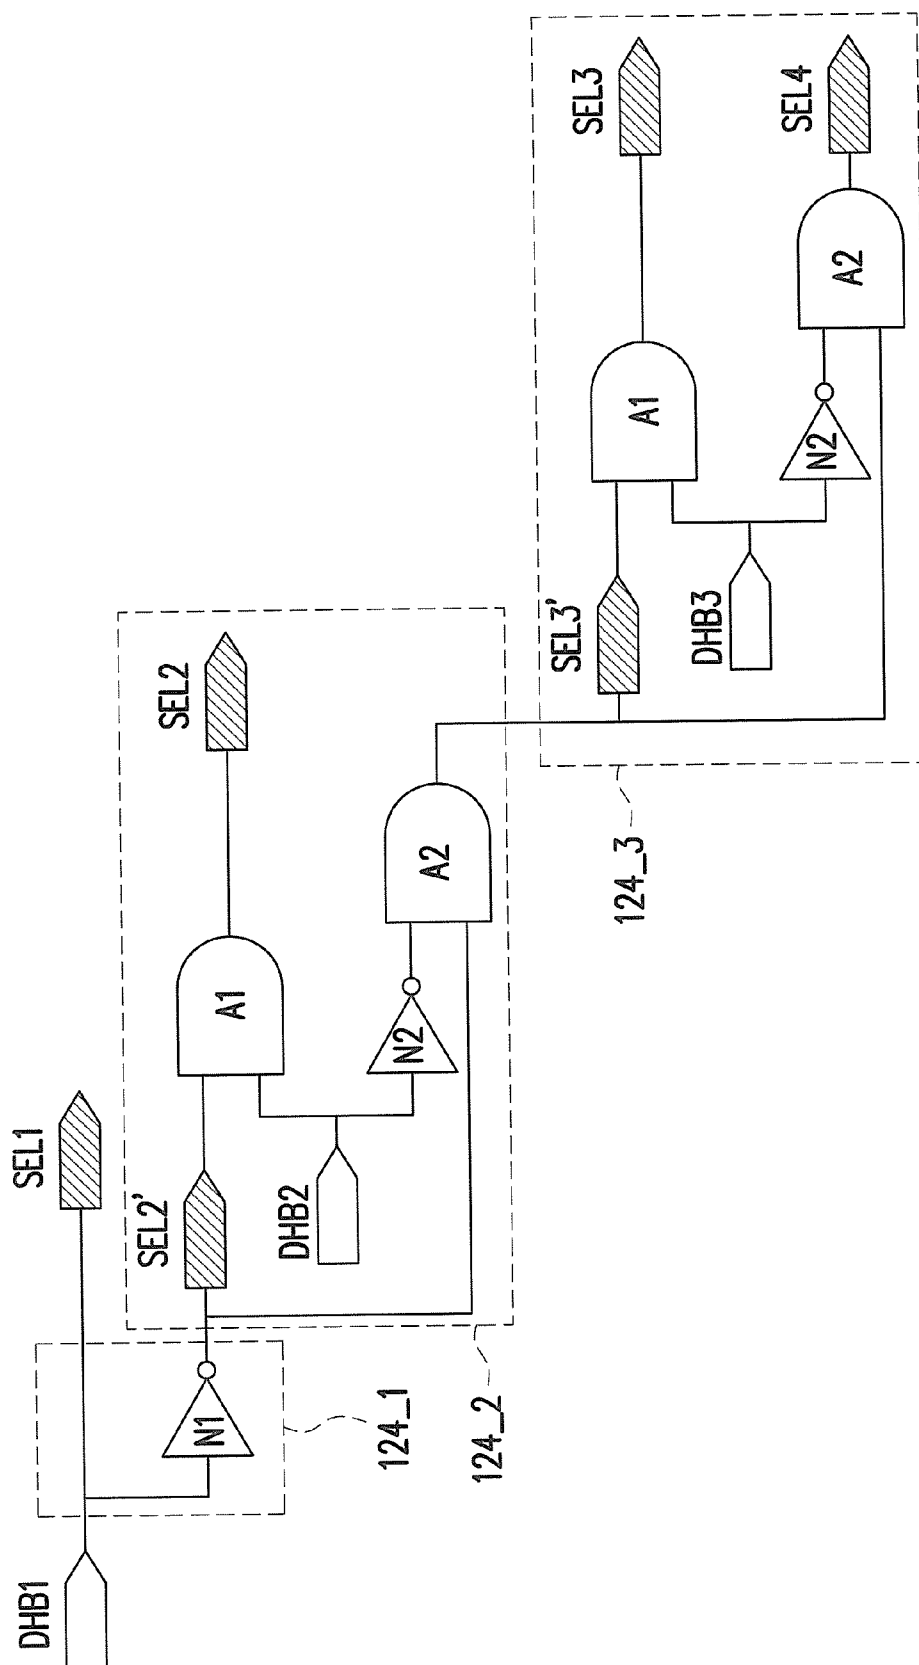 DHB1
SEL1
N1
124_1
SEL2'
DHB2
A1
N2
A2
SEL2
124_2
SEL3'
DHB3
A1
N2
A2
SEL3
SEL4
124_3